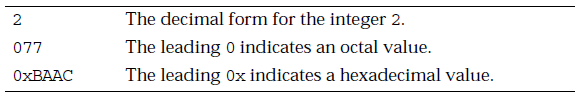 2 The decimal form for the integer 2.
077 The leading 0 indicates an octal value.
0xBAAC The leading 0x indicates a hexadecimal value.